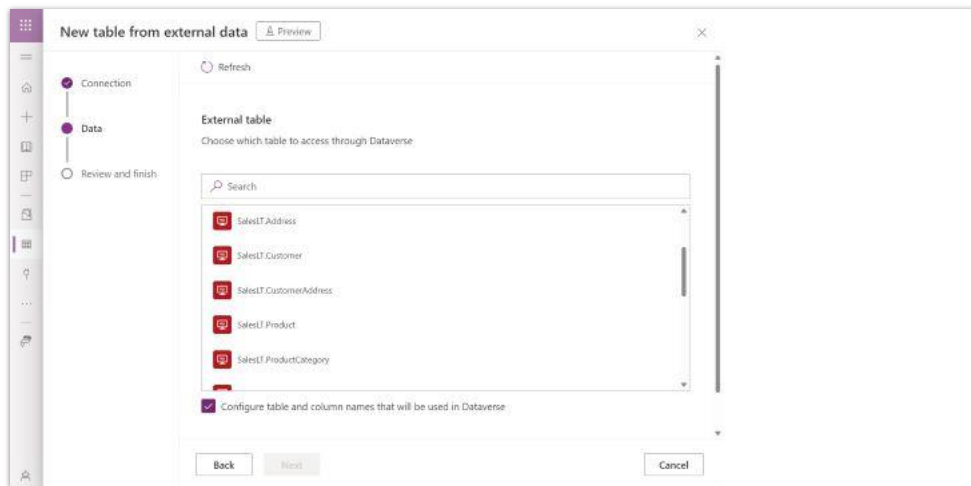 New table from external data
Preview
Refresh
Connection
Data
Review and finish
External table
Choose which table to access through Dataverse
Search
SalesLT.Address
SalesLT.Customer
SalesLT.CustomerAddress
SalesLT.Product
SalesLT.ProductCategory
Configure table and column names that will be used in Dataverse
Back
Next
Cancel